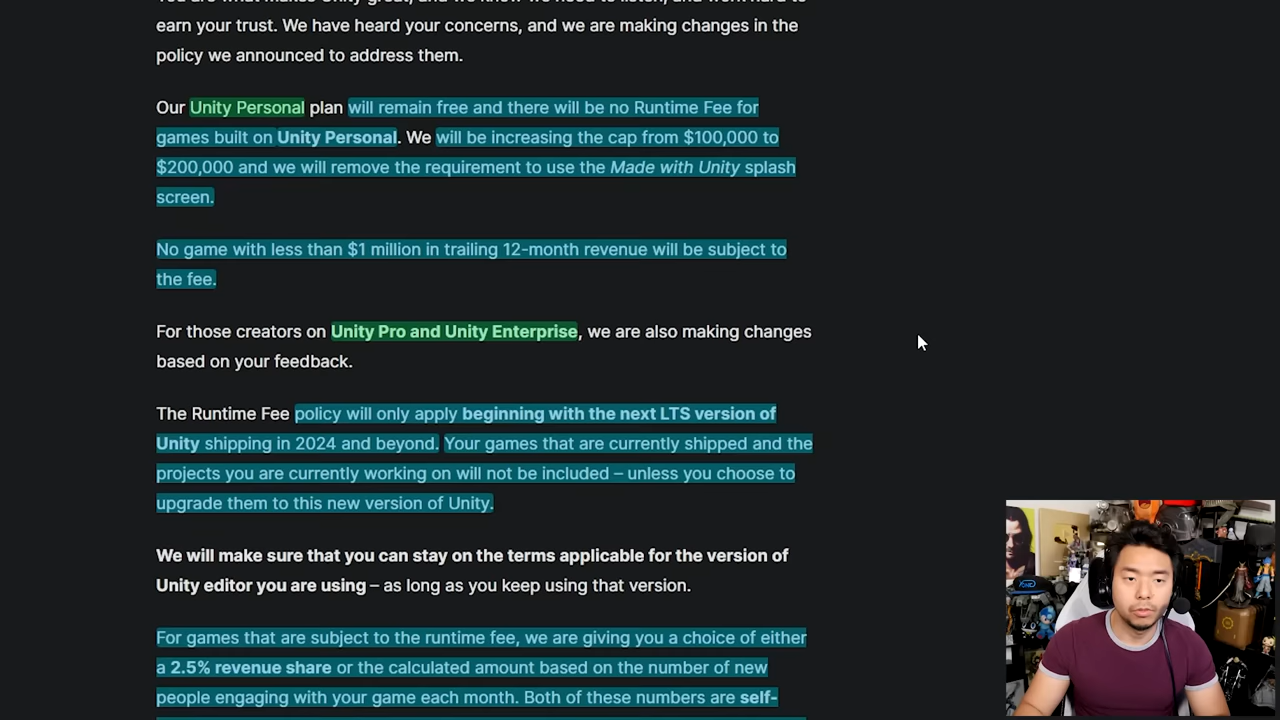 earn your trust. We have heard your concerns, and we are making changes in the
policy we announced to address them.
Our Unity Personal plan will remain free and there will be no Runtime Fee for
games built on Unity Personal. We will be increasing the cap from $100,000 to
$200,000 and we will remove the requirement to use the Made with Unity splash
screen.
No game with less than $1 million in trailing 12-month revenue will be subject to
the fee.
For those creators on Unity Pro and Unity Enterprise, we are also making changes
based on your feedback.
The Runtime Fee policy will only apply beginning with the next LTS version of
Unity shipping in 2024 and beyond. Your games that are currently shipped and the
projects you are currently working on will not be included – unless you choose to
upgrade them to this new version of Unity.
We will make sure that you can stay on the terms applicable for the version of
Unity editor you are using – as long as you keep using that version.
For games that are subject to the runtime fee, we are giving you a choice of either
a 2.5% revenue share or the calculated amount based on the number of new
people engaging with your game each month. Both of these numbers are self-